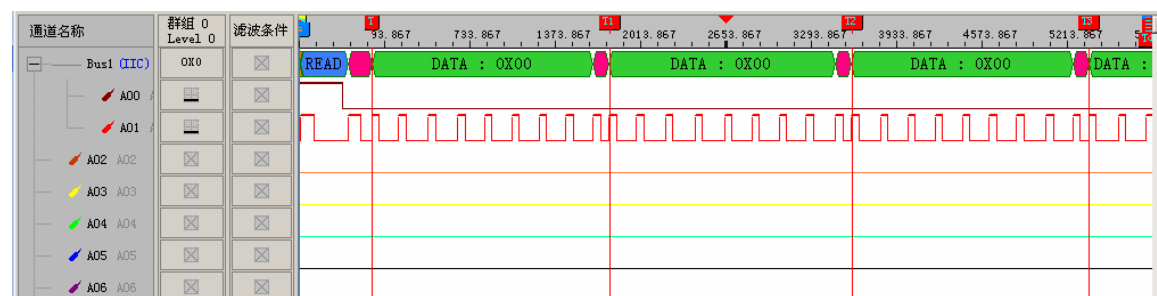 通道名称
群组 0
Level 0
滤波条件
T
T1
T2
T3
93.867
733.867
1373.867
2013.867
2653.867
3293.867
3933.867
4573.867
5213.867
Bus1 (IIC)
0X0
READ
DATA : 0X00
DATA : 0X00
DATA : 0X00
DATA :
A00
A01
A02 A02
A03 A03
A04 A04
A05 A05
A06 A06